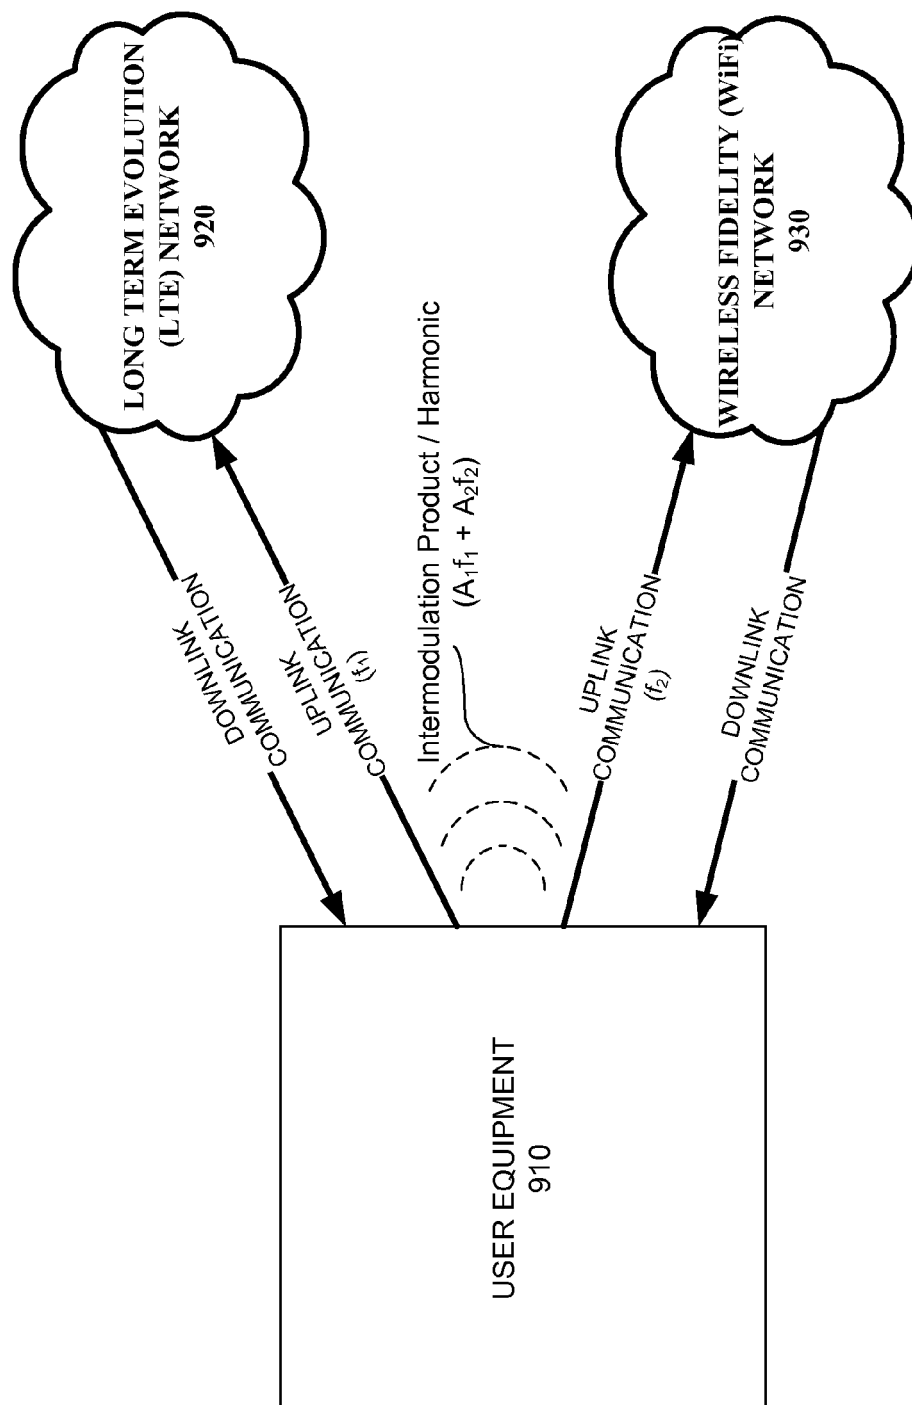 LONG TERM EVOLUTION
(LTE) NETWORK
920
DOWNLINK
COMMUNICATION
UPLINK
COMMUNICATION
(f₁)
Intermodulation Product / Harmonic
(A₁f₁ + A₂f₂)
USER EQUIPMENT
910
UPLINK
COMMUNICATION
(f₂)
DOWNLINK
COMMUNICATION
WIRELESS FIDELITY (WiFi)
NETWORK
930